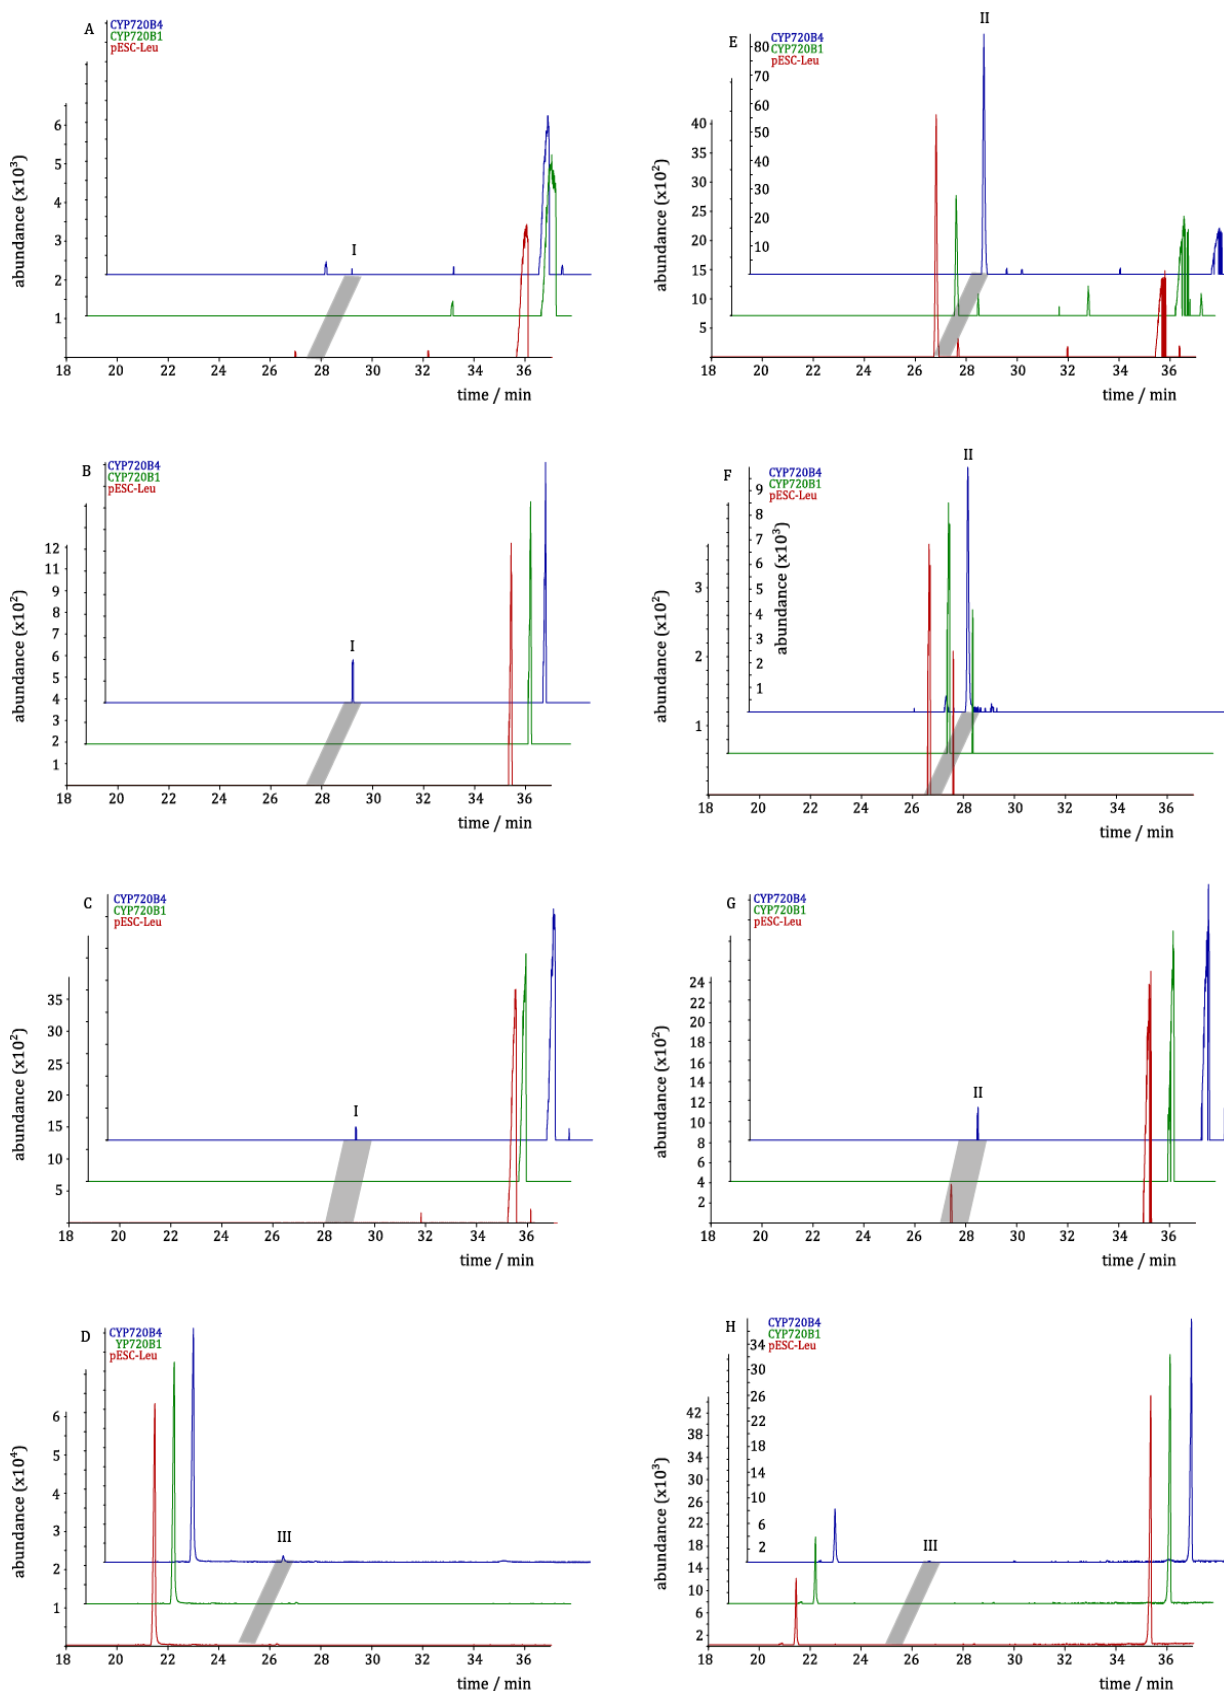 A
CYP720B4
CYP720B1
pESC-Leu
abundance (x10³)
6
5
4
3
2
1
I
18 20 22 24 26 28 30 32 34 36
time / min
E
CYP720B4
CYP720B1
pESC-Leu
II
80
70
60
50
40
30
20
10
abundance (x10²)
40
35
30
25
20
15
10
5
18 20 22 24 26 28 30 32 34 36
time / min
B
CYP720B4
CYP720B1
pESC-Leu
abundance (x10²)
12
11
10
9
8
7
6
5
4
3
2
1
I
18 20 22 24 26 28 30 32 34 36
time / min
F
CYP720B4
CYP720B1
pESC-Leu
II
9
8
7
6
5
4
3
2
1
abundance (x10³)
abundance (x10²)
3
2
1
18 20 22 24 26 28 30 32 34 36
time / min
C
CYP720B4
CYP720B1
pESC-Leu
abundance (x10²)
35
30
25
20
15
10
5
I
18 20 22 24 26 28 30 32 34 36
time / min
G
CYP720B4
CYP720B1
pESC-Leu
abundance (x10²)
24
22
20
18
16
14
12
10
8
6
4
2
II
18 20 22 24 26 28 30 32 34 36
time / min
D
CYP720B4
YP720B1
pESC-Leu
abundance (x10⁴)
6
5
4
3
2
1
III
18 20 22 24 26 28 30 32 34 36
time / min
H
CYP720B4
CYP720B1
pESC-Leu
34
30
26
22
18
14
10
6
2
abundance (x10³)
42
38
34
30
26
22
18
14
10
6
2
III
18 20 22 24 26 28 30 32 34 36
time / min